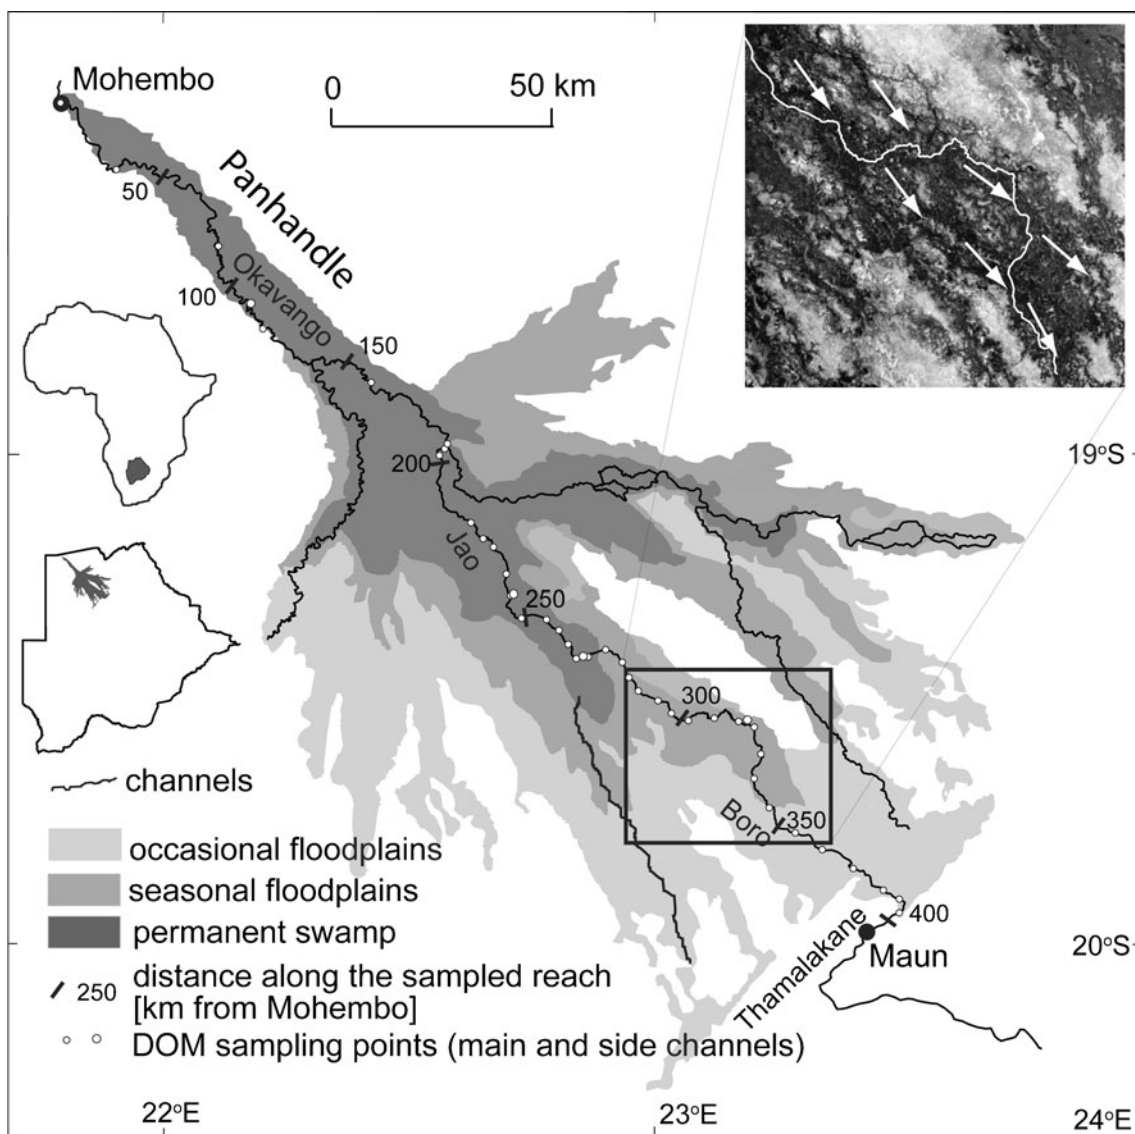 Mohembo
0 50 km
Panhandle
50
Okavango
100
150
19°S
200
Jao
250
300
channels
Boro
350
occasional floodplains
seasonal floodplains
400
permanent swamp
Thamalakane
Maun
20°S
distance along the sampled reach
250
[km from Mohembo]
DOM sampling points (main and side channels)
22°E
23°E
24°E